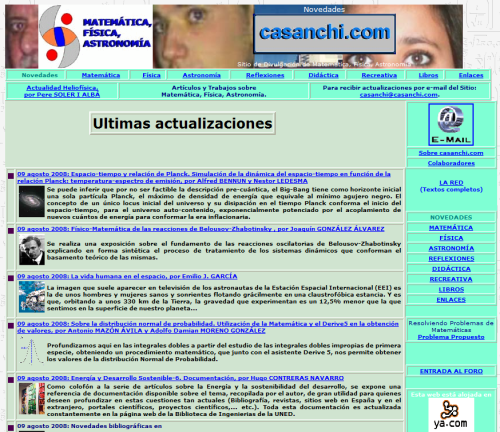 Novedades
MATEMÁTICA,
FÍSICA,
ASTRONOMÍA
casanchi.com
Sitio de Divulgación de Matemática, Física, Astronomía
Novedades Matemática Física Astronomía Reflexiones Didáctica Recreativa Libros Enlaces
Actualidad Heliofísica,
por Pere SOLER I ALBÀ
Artículos y Trabajos sobre
Matemática, Física, Astronomía.
Para recibir actualizaciones por e-mail del Sitio:
casanchi@casanchi.com.
Ultimas actualizaciones
09 agosto 2008: Espacio-tiempo y relación de Planck. Simulación de la dinámica del espacio-tiempo en función de la
relación Planck: temperatura-espectro de emisión, por Alfred BENNUN y Nestor LEDESMA
Se puede inferir que por no ser factible la descripción pre-cuántica, el Big-Bang tiene como horizonte inicial
una sola partícula Planck, el máximo de densidad de energía que equivale al mínimo agujero negro. El
concepto de un único locus inicial del universo y su disipación en el tiempo Planck conforma el inicio del
espacio-tiempo, para el universo auto-contenido, exponencialmente potenciado por el acoplamiento de
nuevos cuántos de energía para conformar la era inflacionaria.
09 agosto 2008: Físico-Matemática de las reacciones de Belousov-Zhabotinsky , por Joaquín GONZÁLEZ ÁLVAREZ
Se realiza una exposición sobre el fundamento de las reacciones oscilatorias de Belousov-Zhabotinsky
explicando en forma sintética el proceso de tratamiento de los sistemas dinámicos que conforman el
basamento teórico de las mismas.
09 agosto 2008: La vida humana en el espacio, por Emilio J. GARCÍA
La imagen que suele aparecer en televisión de los astronautas de la Estación Espacial Internacional (EEI) es
la de unos hombres y mujeres sanos y sonrientes flotando grácilmente en una claustrofóbica estancia. Y es
que, orbitando a unos 330 km de la Tierra, la gravedad que experimentan es un 12,5% menor que la que
sentimos en la superficie de nuestro planeta...
09 agosto 2008: Sobre la distribución normal de probabilidad. Utilización de la Matemática y el Derive5 en la obtención
de valores, por Antonio MAZÓN ÁVILA y Adolfo Damian MORENO GONZÁLEZ
Profundizamos aquí en las integrales dobles a partir del estudio de las integrales dobles impropias de primera
especie, obteniendo un procedimiento matemático, que junto con el asistente Derive 5, nos permite obtener
los valores de la distribución Normal de Probabilidad.
09 agosto 2008: Energía y Desarrollo Sostenible-6. Documentación, por Hugo CONTRERAS NAVARRO
Como colofón a la serie de artículos sobre la Energía y la sostenibilidad del desarrollo, se expone una
referencia de documentación disponible sobre el tema, recopilada por el autor, de gran utilidad para quienes
deseen profundizar en estas cuestiones tan actuales (Bibliografía, revistas, sitios web en España y en el
extranjero, portales científicos, proyectos científicos,... etc.). Toda esta documentación es actualizada
constantemente en la página web de la Biblioteca de Ingenierías de la UNED.
09 agosto 2008: Novedades bibliográficas en
E-MAIL
Sobre casanchi.com
Colaboradores
LA RED
(Textos completos)
NOVEDADES
MATEMÁTICA
FÍSICA
ASTRONOMÍA
REFLEXIONES
DIDÁCTICA
RECREATIVA
LIBROS
ENLACES
Resolviendo Problemas de
Matemáticas
Problema Propuesto
ENTRADA AL FORO
Esta web está alojada en
ya.com